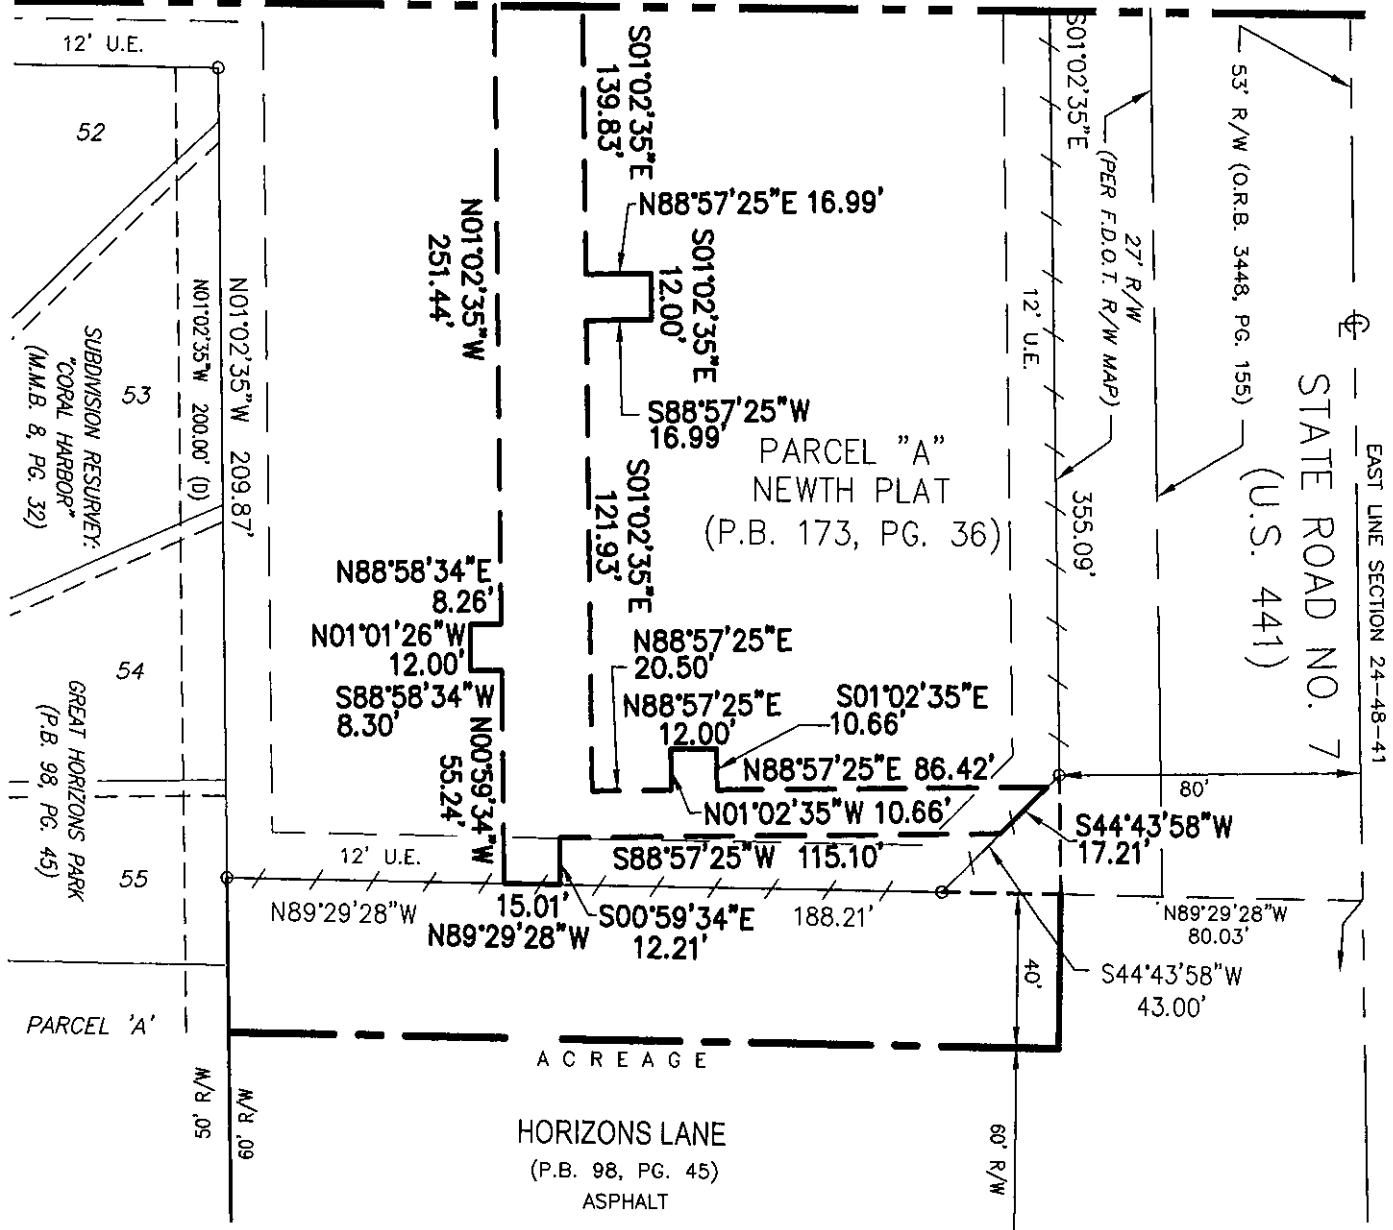 12' U.E.
52
53
54
55
PARCEL 'A'
SUBDIVISION RESURVEY:
"CORAL HARBOR"
(M.M.B. 8, PG. 32)
GREAT HORIZONS PARK
(P.B. 98, PG. 45)
N01°02'35"W 200.00' (D)
N01°02'35"W 209.87'
50' R/W
60' R/W
S01°02'35"E
139.83'
N88°57'25"E 16.99'
S01°02'35"E
12.00'
S88°57'25"W
16.99'
N01°02'35"W
251.44'
S01°02'35"E
121.93'
PARCEL "A"
NEWTH PLAT
(P.B. 173, PG. 36)
N88°58'34"E
8.26'
N01°01'26"W
12.00'
S88°58'34"W
8.30'
N00°59'34"W
55.24'
N88°57'25"E
20.50'
N88°57'25"E
12.00'
S01°02'35"E
10.66'
N88°57'25"E 86.42'
N01°02'35"W 10.66'
S88°57'25"W 115.10'
12' U.E.
N89°29'28"W
15.01'
N89°29'28"W
S00°59'34"E
12.21'
188.21'
S01°02'35"E
12' U.E.
355.09'
27' R/W
(PER F.D.O.T. R/W MAP)
53' R/W (O.R.B. 3448, PG. 155)
STATE ROAD NO. 7
(U.S. 441)
EAST LINE SECTION 24-48-41
80'
S44°43'58"W
17.21'
N89°29'28"W
80.03'
S44°43'58"W
43.00'
40'
60' R/W
ACREAGE
HORIZONS LANE
(P.B. 98, PG. 45)
ASPHALT